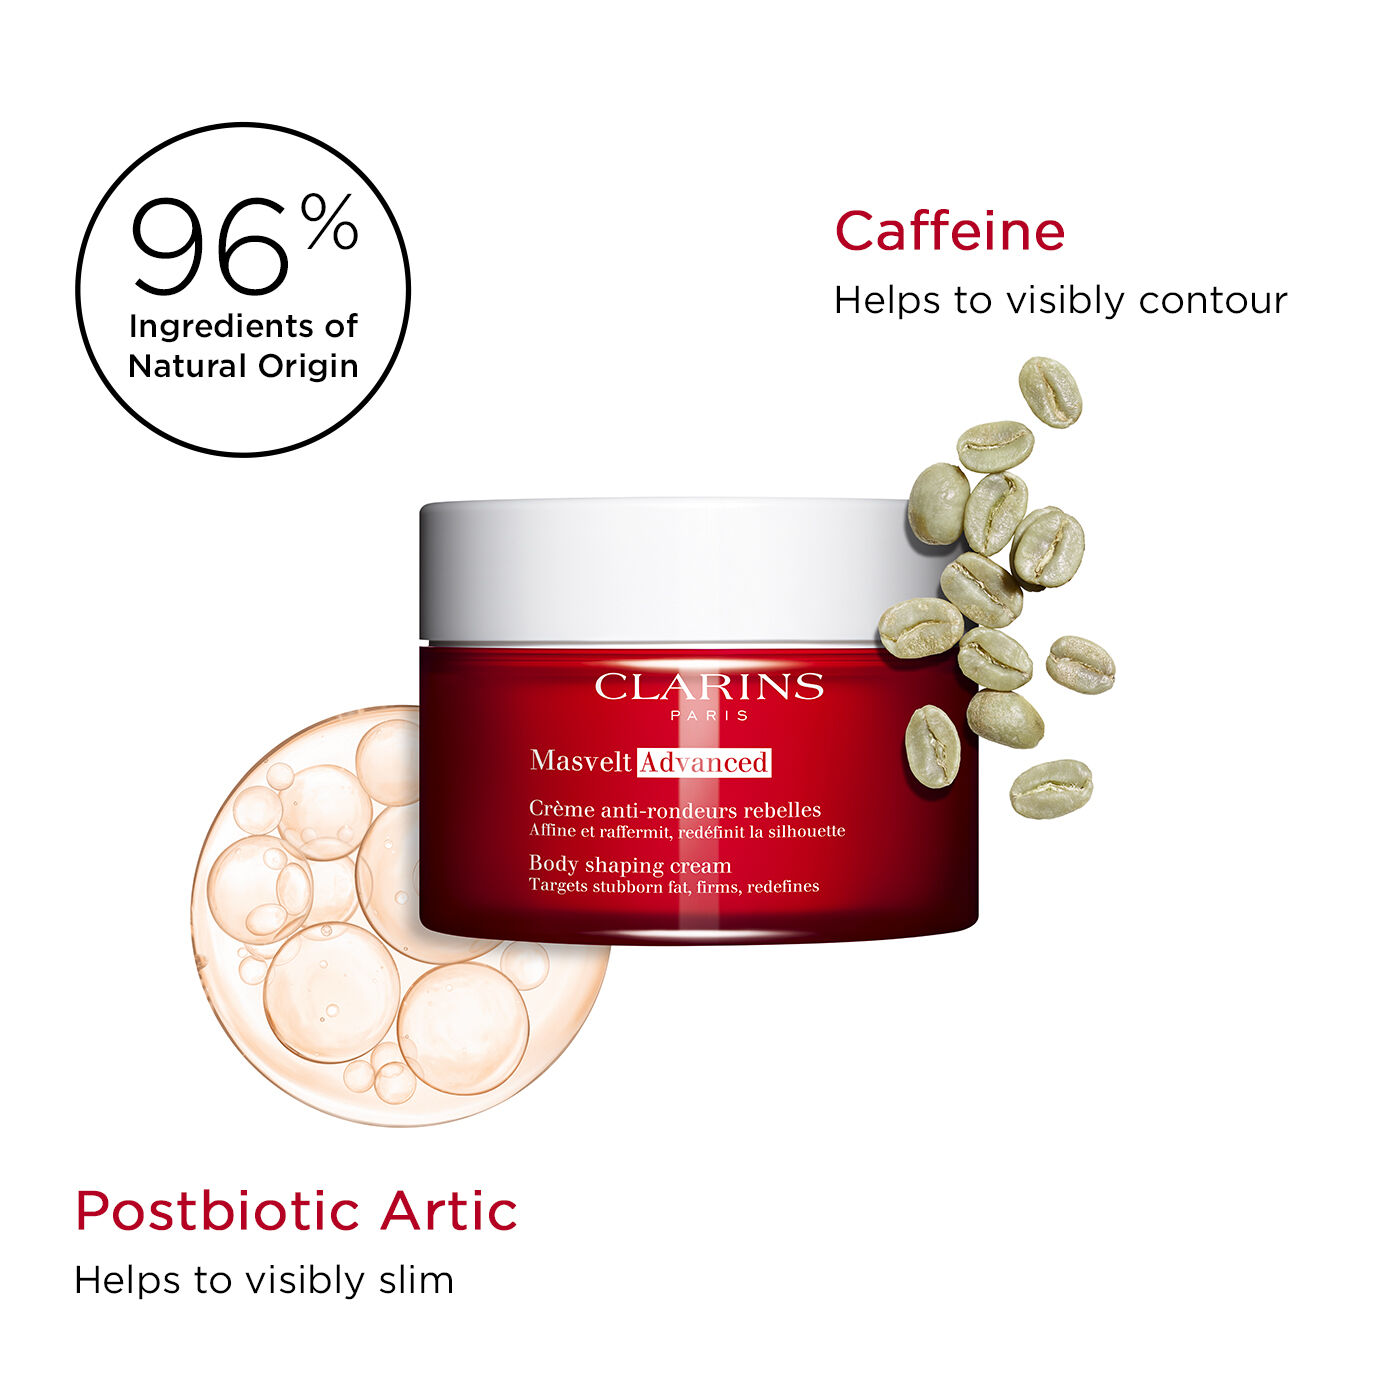 96%
Ingredients of
Natural Origin
Caffeine
Helps to visibly contour
CLARINS
PARIS
Masvelt Advanced
Crème anti-rondeurs rebelles
Affine et raffermit, redéfinit la silhouette
Body shaping cream
Targets stubborn fat, firms, redefines
Postbiotic Artic
Helps to visibly slim